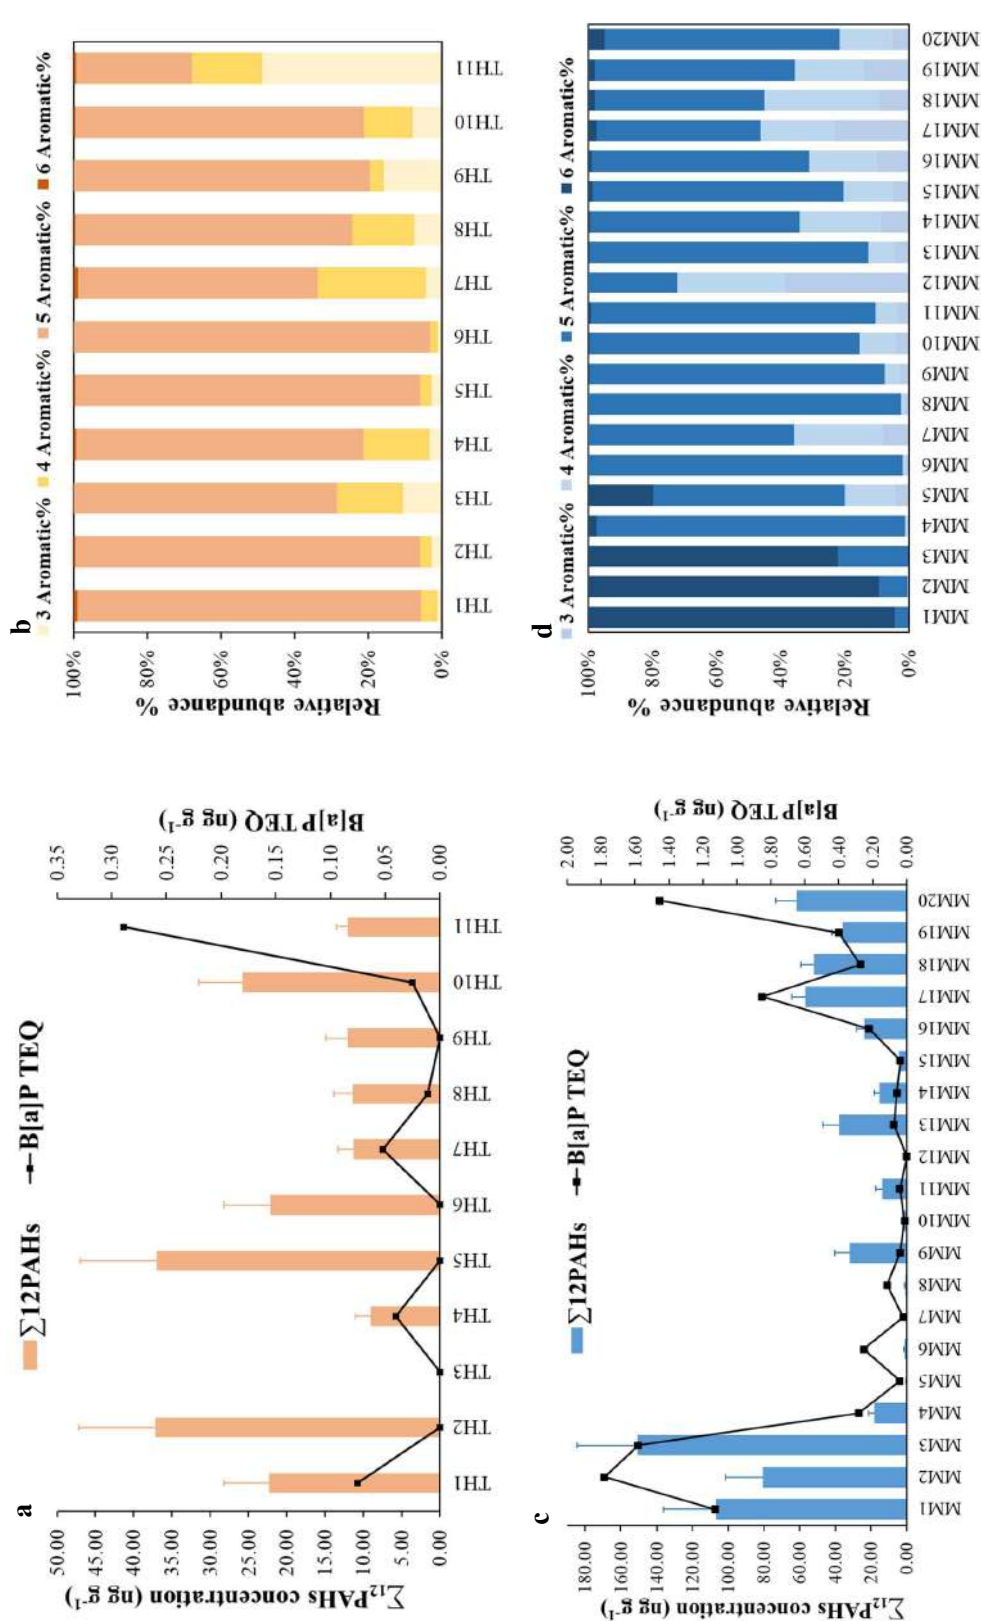 a
∑12PAHs B[a]P TEQ
∑₁₂PAHs concentration (ng g⁻¹)
50.00
45.00
40.00
35.00
30.00
25.00
20.00
15.00
10.00
5.00
0.00
B[a]P TEQ (ng g⁻¹)
0.35
0.30
0.25
0.20
0.15
0.10
0.05
0.00
TH1 TH2 TH3 TH4 TH5 TH6 TH7 TH8 TH9 TH10 TH11
b
3 Aromatic% 4 Aromatic% 5 Aromatic% 6 Aromatic%
Relative abundance %
100%
80%
60%
40%
20%
0%
TH1 TH2 TH3 TH4 TH5 TH6 TH7 TH8 TH9 TH10 TH11
c
∑12PAHs B[a]P TEQ
∑₁₂PAHs concentration (ng g⁻¹)
180.00
160.00
140.00
120.00
100.00
80.00
60.00
40.00
20.00
0.00
B[a]P TEQ (ng g⁻¹)
2.00
1.80
1.60
1.40
1.20
1.00
0.80
0.60
0.40
0.20
0.00
MM1 MM2 MM3 MM4 MM5 MM6 MM7 MM8 MM9 MM10 MM11 MM12 MM13 MM14 MM15 MM16 MM17 MM18 MM19 MM20
d
3 Aromatic% 4 Aromatic% 5 Aromatic% 6 Aromatic%
Relative abundance %
100%
80%
60%
40%
20%
0%
MM1 MM2 MM3 MM4 MM5 MM6 MM7 MM8 MM9 MM10 MM11 MM12 MM13 MM14 MM15 MM16 MM17 MM18 MM19 MM20